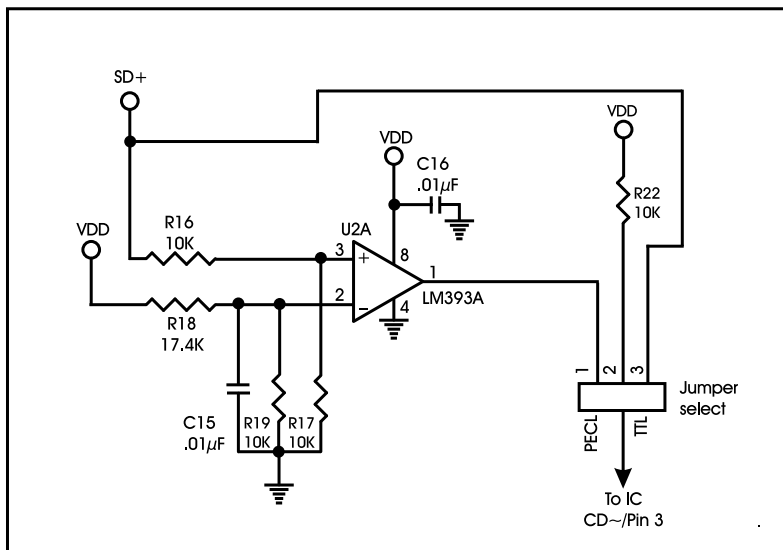 SD+
VDD
C16
.01µF
VDD
R22
10K
VDD
R16
10K
U2A
3
+
8
1
2
–
4
LM393A
R18
17.4K
C15
.01µF
R19
10K
R17
10K
1
2
3
Jumper
select
PECL
TTL
To IC
CD~/Pin 3
.